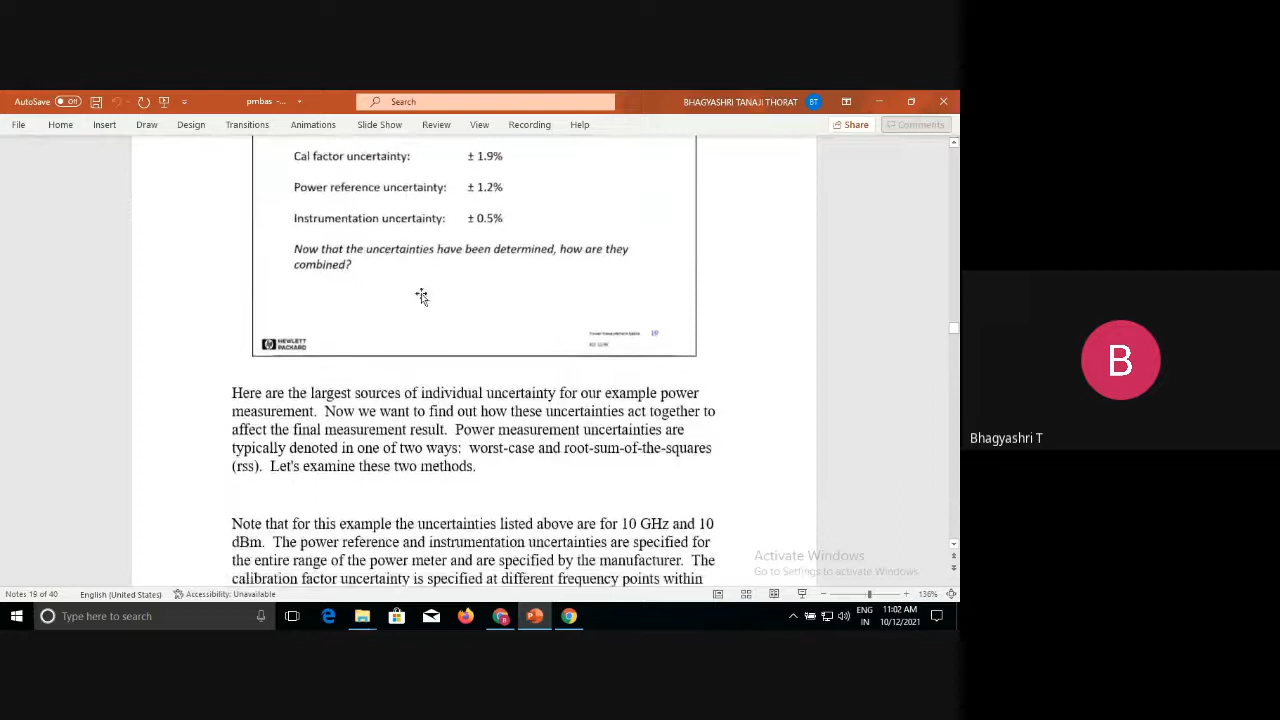 AutoSave Off pmbas -... Search BHAGYASHRI TANAJI THORAT BT
File Home Insert Draw Design Transitions Animations Slide Show Review View Recording Help Share Comments
Cal factor uncertainty: ± 1.9%
Power reference uncertainty: ± 1.2%
Instrumentation uncertainty: ± 0.5%
Now that the uncertainties have been determined, how are they
combined?
19
hp HEWLETT
PACKARD
Here are the largest sources of individual uncertainty for our example power
measurement. Now we want to find out how these uncertainties act together to
affect the final measurement result. Power measurement uncertainties are
typically denoted in one of two ways: worst-case and root-sum-of-the-squares
(rss). Let's examine these two methods.
Note that for this example the uncertainties listed above are for 10 GHz and 10
dBm. The power reference and instrumentation uncertainties are specified for
the entire range of the power meter and are specified by the manufacturer. The
calibration factor uncertainty is specified at different frequency points within
Activate Windows
Go to Settings to activate Windows.
Notes 19 of 40 English (United States) Accessibility: Unavailable 136%
Type here to search
ENG
IN
11:02 AM
10/12/2021
B
Bhagyashri T